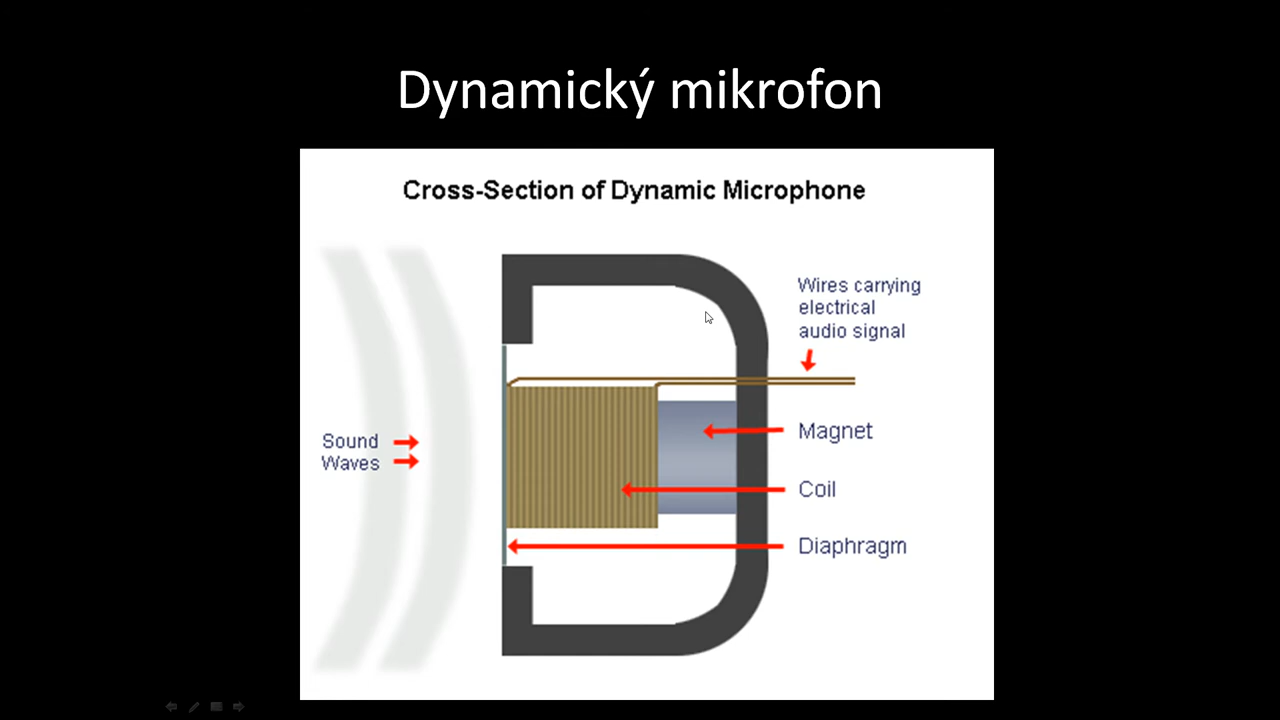 Dynamický mikrofon
Cross-Section of Dynamic Microphone
Wires carrying
electrical
audio signal
Sound
Waves
Magnet
Coil
Diaphragm